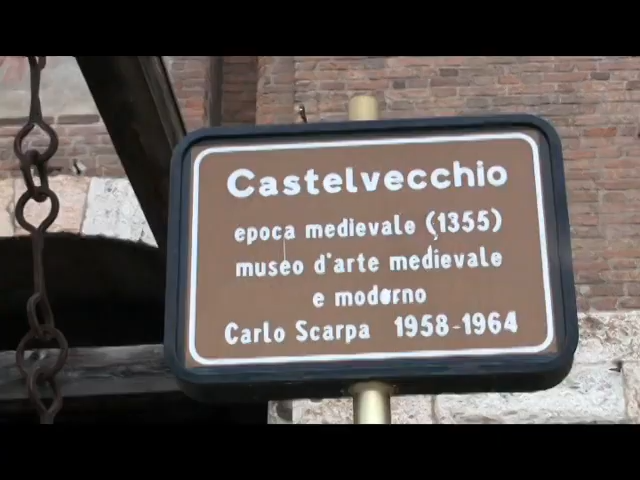 Castelvecchio
epoca medievale (1355)
museo d'arte medievale
e moderno
Carlo Scarpa 1958-1964